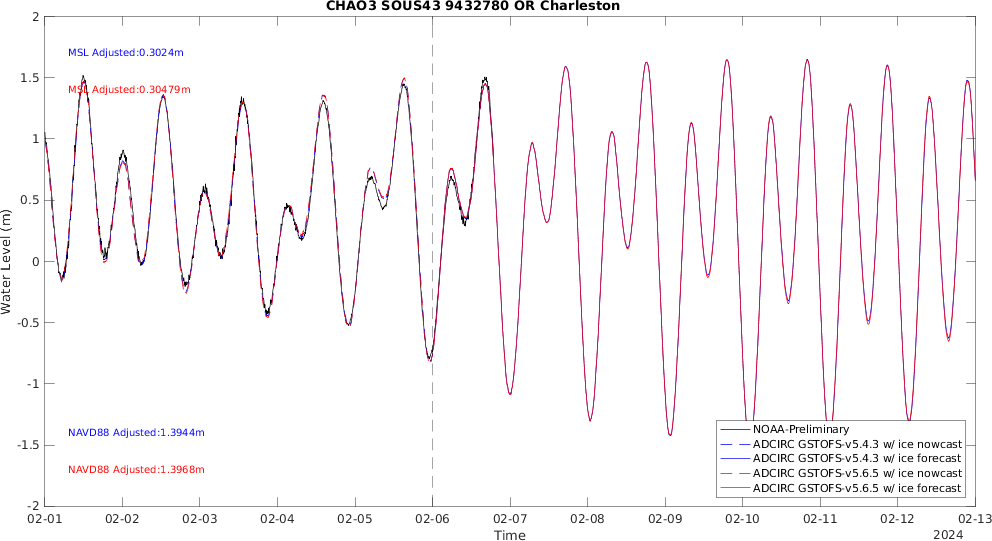 CHAO3 SOUS43 9432780 OR Charleston
2
1.5
1
0.5
0
-0.5
-1
-1.5
-2
Water Level (m)
MSL Adjusted:0.3024m
MSL Adjusted:0.30479m
NAVD88 Adjusted:1.3944m
NAVD88 Adjusted:1.3968m
NOAA-Preliminary
ADCIRC GSTOFS-v5.4.3 w/ ice nowcast
ADCIRC GSTOFS-v5.4.3 w/ ice forecast
ADCIRC GSTOFS-v5.6.5 w/ ice nowcast
ADCIRC GSTOFS-v5.6.5 w/ ice forecast
02-01 02-02 02-03 02-04 02-05 02-06 02-07 02-08 02-09 02-10 02-11 02-12 02-13
Time
2024